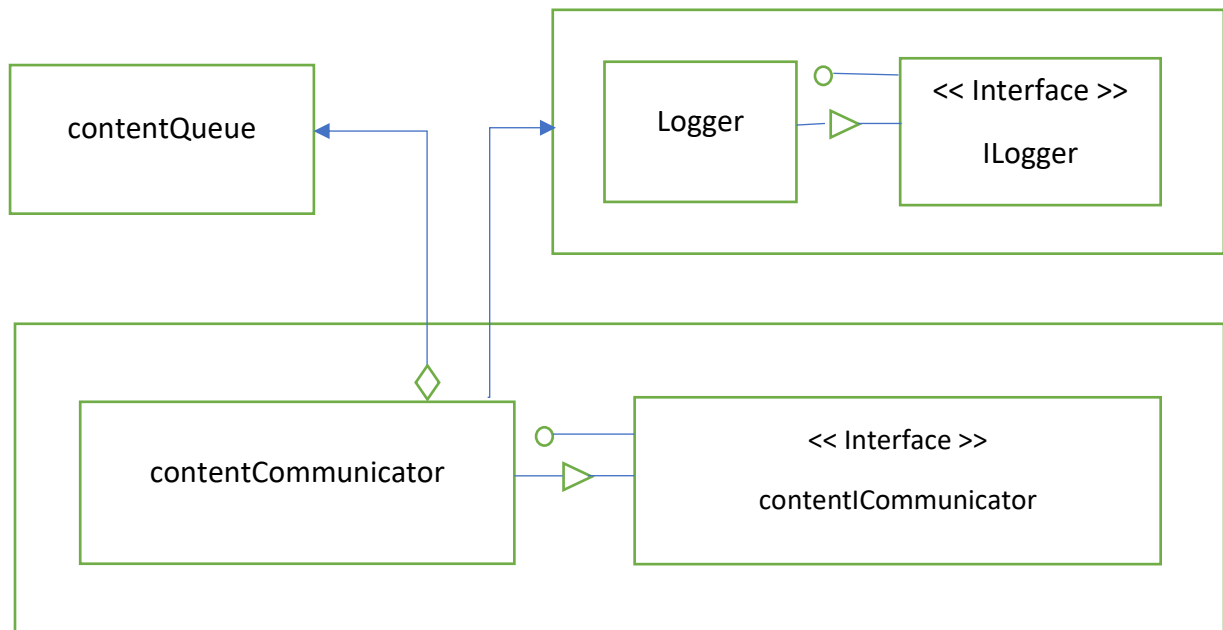 contentQueue
Logger
<< Interface >>
ILogger
contentCommunicator
<< Interface >>
contentICommunicator